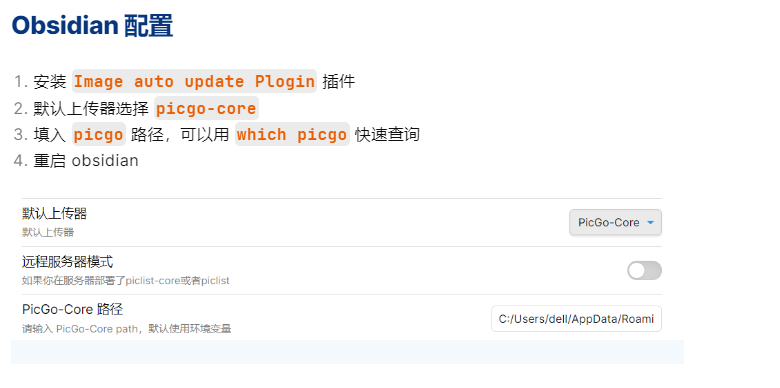 Obsidian 配置
1. 安装 Image auto update Plogin 插件
2. 默认上传器选择 picgo-core
3. 填入 picgo 路径，可以用 which picgo 快速查询
4. 重启 obsidian
默认上传器
PicGo-Core
默认上传器
远程服务器模式
如果你在服务器部署了piclist-core或者piclist
PicGo-Core 路径
C:/Users/dell/AppData/Roami
请输入 PicGo-Core path，默认使用环境变量